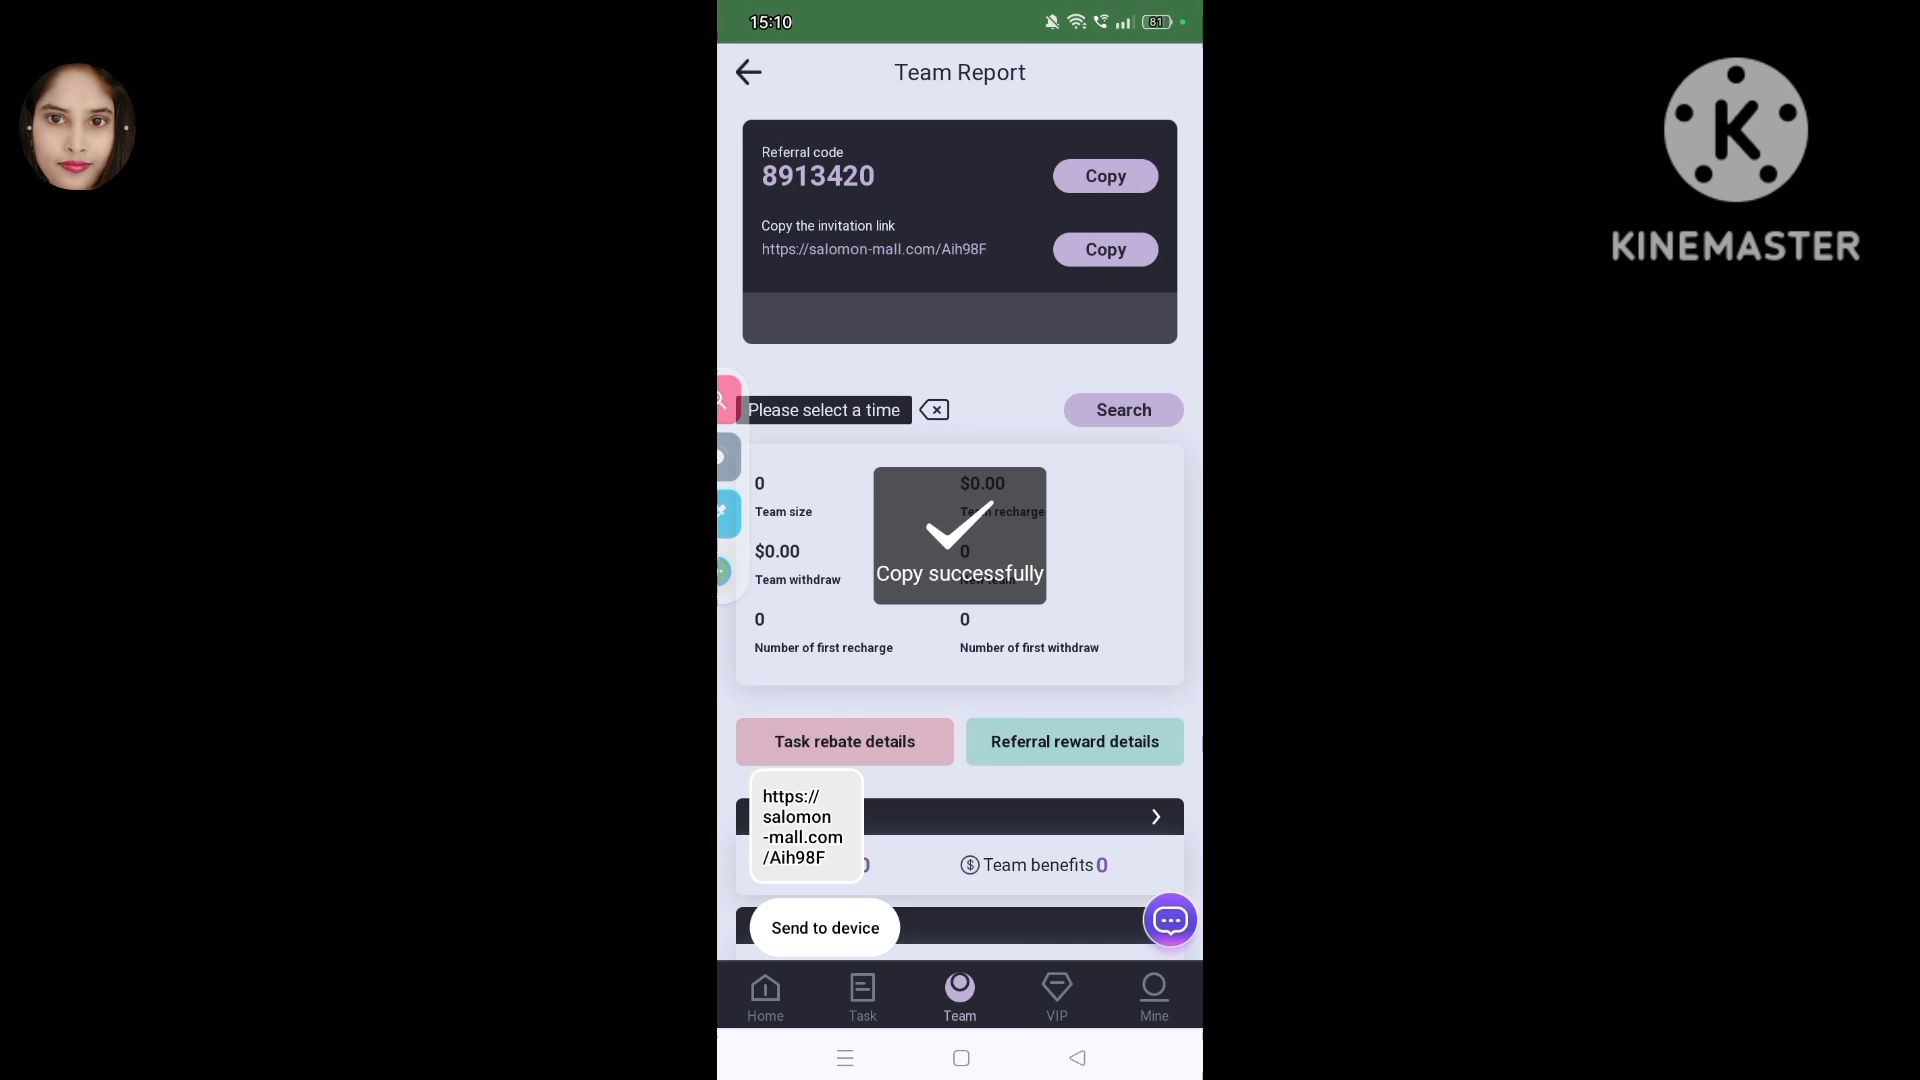 15:10
81
Team Report
Referral code
8913420
Copy
Copy the invitation link
https://salomon-mall.com/Aih98F
Copy
Please select a time
Search
0
$0.00
Team size
Team recharge
$0.00
0
Team withdraw
Copy successfully
0
0
Number of first recharge
Number of first withdraw
Task rebate details
Referral reward details
https://
salomon
-mall.com
/Aih98F
0
$ Team benefits 0
Send to device
Home
Task
Team
VIP
Mine
K
KINEMASTER